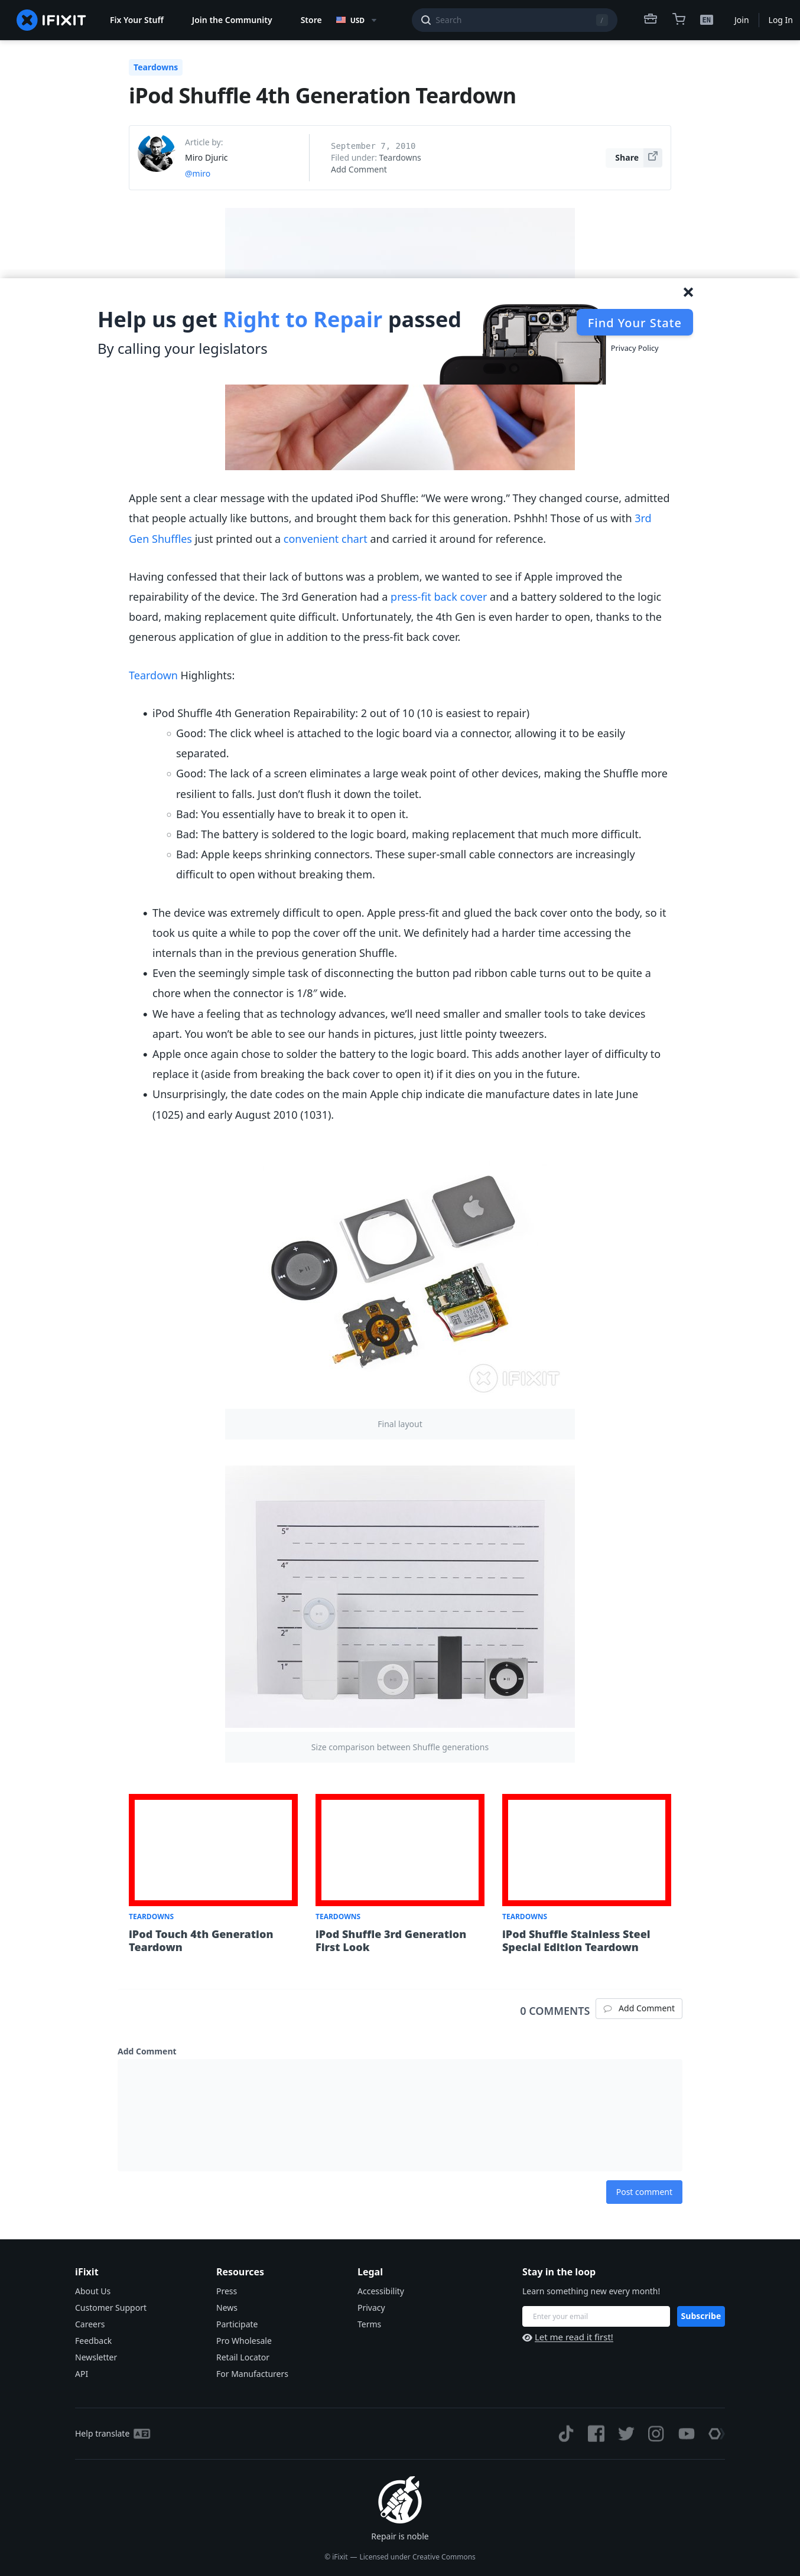 IFIXIT Fix Your Stuff Join the Community Store USD Search / EN Join Log In
Teardowns
iPod Shuffle 4th Generation Teardown
Article by:
Miro Djuric
@miro
September 7, 2010
Filed under: Teardowns
Add Comment
Share
Help us get Right to Repair passed
By calling your legislators
Find Your State
Privacy Policy
Apple sent a clear message with the updated iPod Shuffle: “We were wrong.” They changed course, admitted
that people actually like buttons, and brought them back for this generation. Pshhh! Those of us with 3rd
Gen Shuffles just printed out a convenient chart and carried it around for reference.
Having confessed that their lack of buttons was a problem, we wanted to see if Apple improved the
repairability of the device. The 3rd Generation had a press-fit back cover and a battery soldered to the logic
board, making replacement quite difficult. Unfortunately, the 4th Gen is even harder to open, thanks to the
generous application of glue in addition to the press-fit back cover.
Teardown Highlights:
iPod Shuffle 4th Generation Repairability: 2 out of 10 (10 is easiest to repair)
Good: The click wheel is attached to the logic board via a connector, allowing it to be easily
separated.
Good: The lack of a screen eliminates a large weak point of other devices, making the Shuffle more
resilient to falls. Just don’t flush it down the toilet.
Bad: You essentially have to break it to open it.
Bad: The battery is soldered to the logic board, making replacement that much more difficult.
Bad: Apple keeps shrinking connectors. These super-small cable connectors are increasingly
difficult to open without breaking them.
The device was extremely difficult to open. Apple press-fit and glued the back cover onto the body, so it
took us quite a while to pop the cover off the unit. We definitely had a harder time accessing the
internals than in the previous generation Shuffle.
Even the seemingly simple task of disconnecting the button pad ribbon cable turns out to be quite a
chore when the connector is 1/8″ wide.
We have a feeling that as technology advances, we’ll need smaller and smaller tools to take devices
apart. You won’t be able to see our hands in pictures, just little pointy tweezers.
Apple once again chose to solder the battery to the logic board. This adds another layer of difficulty to
replace it (aside from breaking the back cover to open it) if it dies on you in the future.
Unsurprisingly, the date codes on the main Apple chip indicate die manufacture dates in late June
(1025) and early August 2010 (1031).
IFIXIT
Final layout
5"
4"
3"
2"
1"
Size comparison between Shuffle generations
TEARDOWNS
iPod Touch 4th Generation
Teardown
TEARDOWNS
iPod Shuffle 3rd Generation
First Look
TEARDOWNS
iPod Shuffle Stainless Steel
Special Edition Teardown
0 COMMENTS
Add Comment
Add Comment
Post comment
iFixit
About Us
Customer Support
Careers
Feedback
Newsletter
API
Resources
Press
News
Participate
Pro Wholesale
Retail Locator
For Manufacturers
Legal
Accessibility
Privacy
Terms
Stay in the loop
Learn something new every month!
Enter your email
Subscribe
Let me read it first!
Help translate
Repair is noble
© iFixit — Licensed under Creative Commons